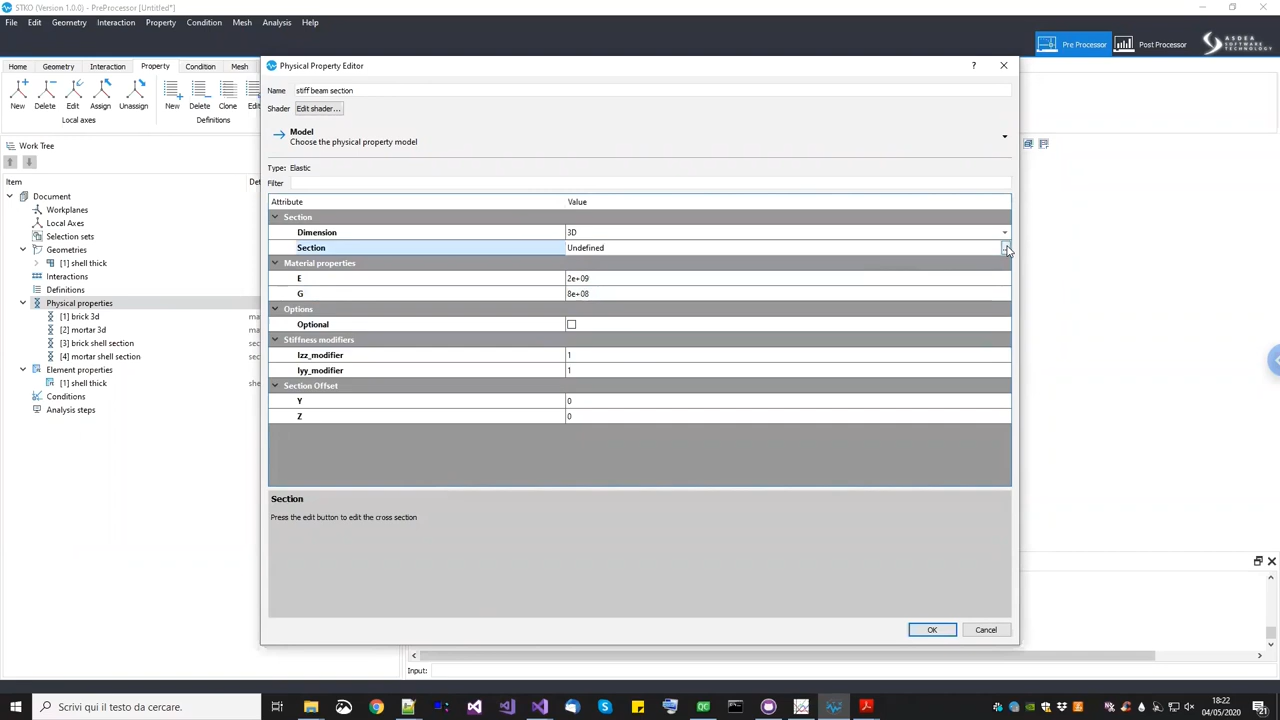 STKO (Version 1.0.0) - PreProcessor [Untitled*]
File Edit Geometry Interaction Property Condition Mesh Analysis Help
Pre Processor Post Processor ASDEA SOFTWARE TECHNOLOGY
Home Geometry Interaction Property Condition Mesh
New Delete Edit Assign Unassign New Delete Clone Edit
Local axes Definitions
Work Tree
Item
Document
Workplanes
Local Axes
Selection sets
Geometries
[1] shell thick
Interactions
Definitions
Physical properties
[1] brick 3d
[2] mortar 3d
[3] brick shell section
[4] mortar shell section
Element properties
[1] shell thick
Conditions
Analysis steps
Physical Property Editor
?
Name stiff beam section
Shader Edit shader...
Model
Choose the physical property model
Type: Elastic
Filter
Attribute Value
Section
Dimension 3D
Section Undefined
Material properties
E 2e+09
G 8e+08
Options
Optional
Stiffness modifiers
Izz_modifier 1
Iyy_modifier 1
Section Offset
Y 0
Z 0
Section
Press the edit button to edit the cross section
OK Cancel
Input:
Scrivi qui il testo da cercare.
18:22
04/05/2020